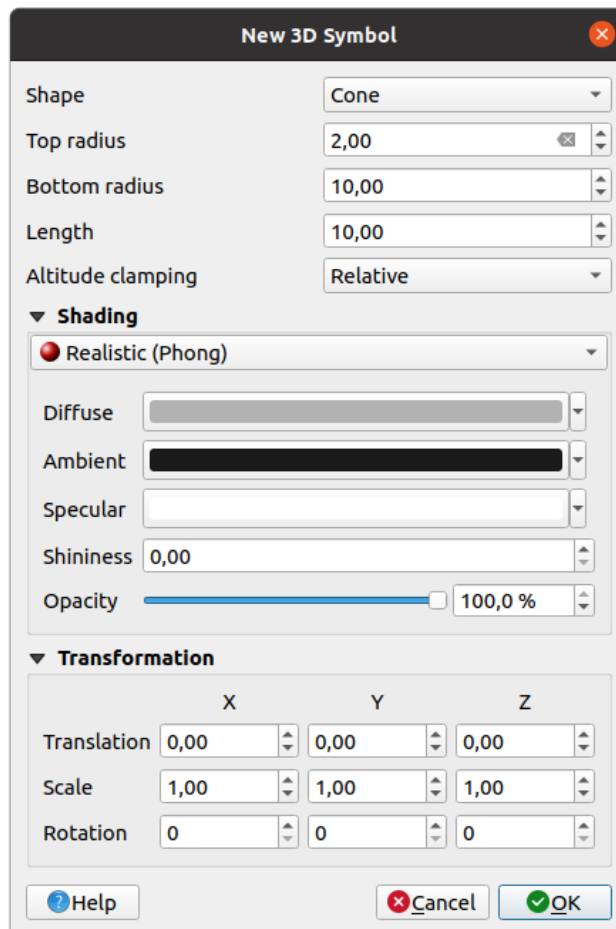 New 3D Symbol
Shape Cone
Top radius 2,00
Bottom radius 10,00
Length 10,00
Altitude clamping Relative
Shading
Realistic (Phong)
Diffuse
Ambient
Specular
Shininess 0,00
Opacity 100,0 %
Transformation
X Y Z
Translation 0,00 0,00 0,00
Scale 1,00 1,00 1,00
Rotation 0 0 0
Help Cancel OK